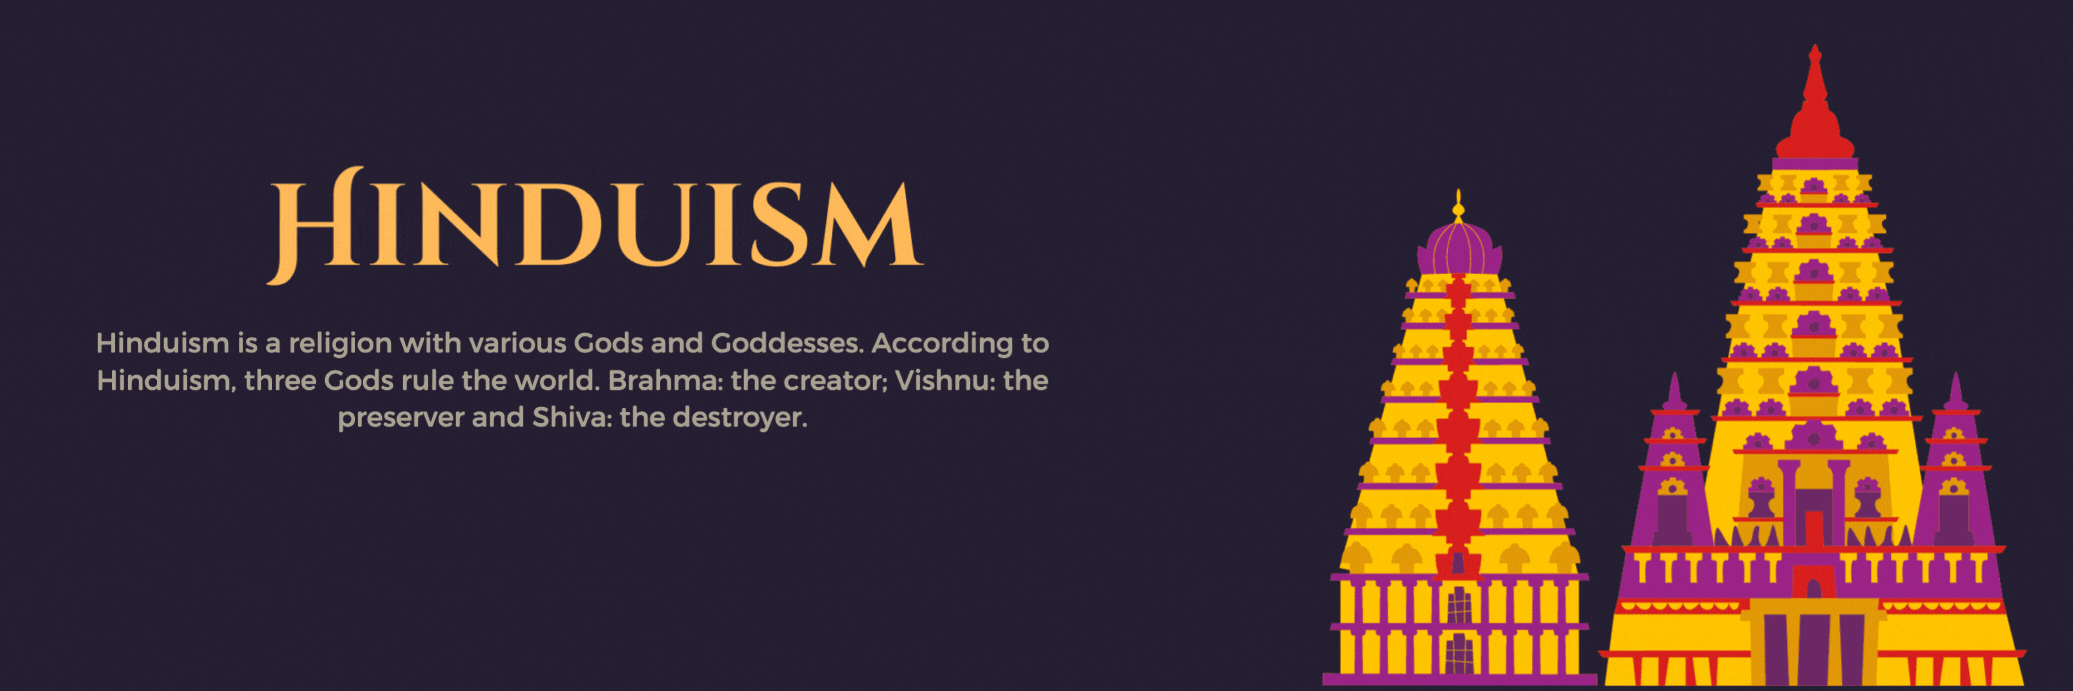 HINDUISM
Hinduism is a religion with various Gods and Goddesses. According to
Hinduism, three Gods rule the world. Brahma: the creator; Vishnu: the
preserver and Shiva: the destroyer.